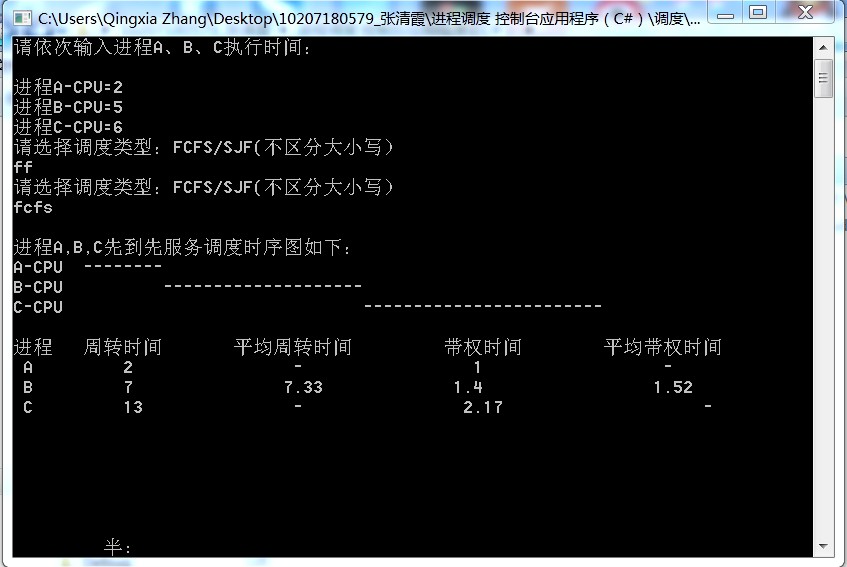 C:\Users\Qingxia Zhang\Desktop\10207180579_张清霞\进程调度 控制台应用程序（C#）\调度\...
请依次输入进程A、B、C执行时间：
进程A-CPU=2
进程B-CPU=5
进程C-CPU=6
请选择调度类型：FCFS/SJF(不区分大小写)
ff
请选择调度类型：FCFS/SJF(不区分大小写)
fcfs
进程A,B,C先到先服务调度时序图如下：
A-CPU --------
B-CPU --------------------
C-CPU ------------------------
进程 周转时间 平均周转时间 带权时间 平均带权时间
A 2 - 1 -
B 7 7.33 1.4 1.52
C 13 - 2.17 -
半：